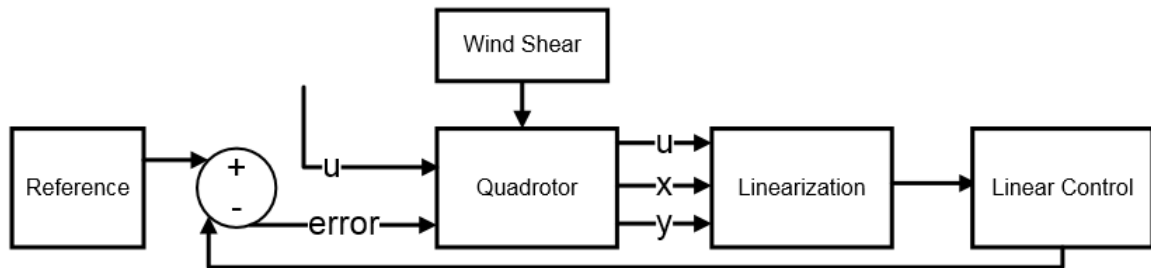 Wind Shear
Reference
+
-
u
error
Quadrotor
u
x
y
Linearization
Linear Control